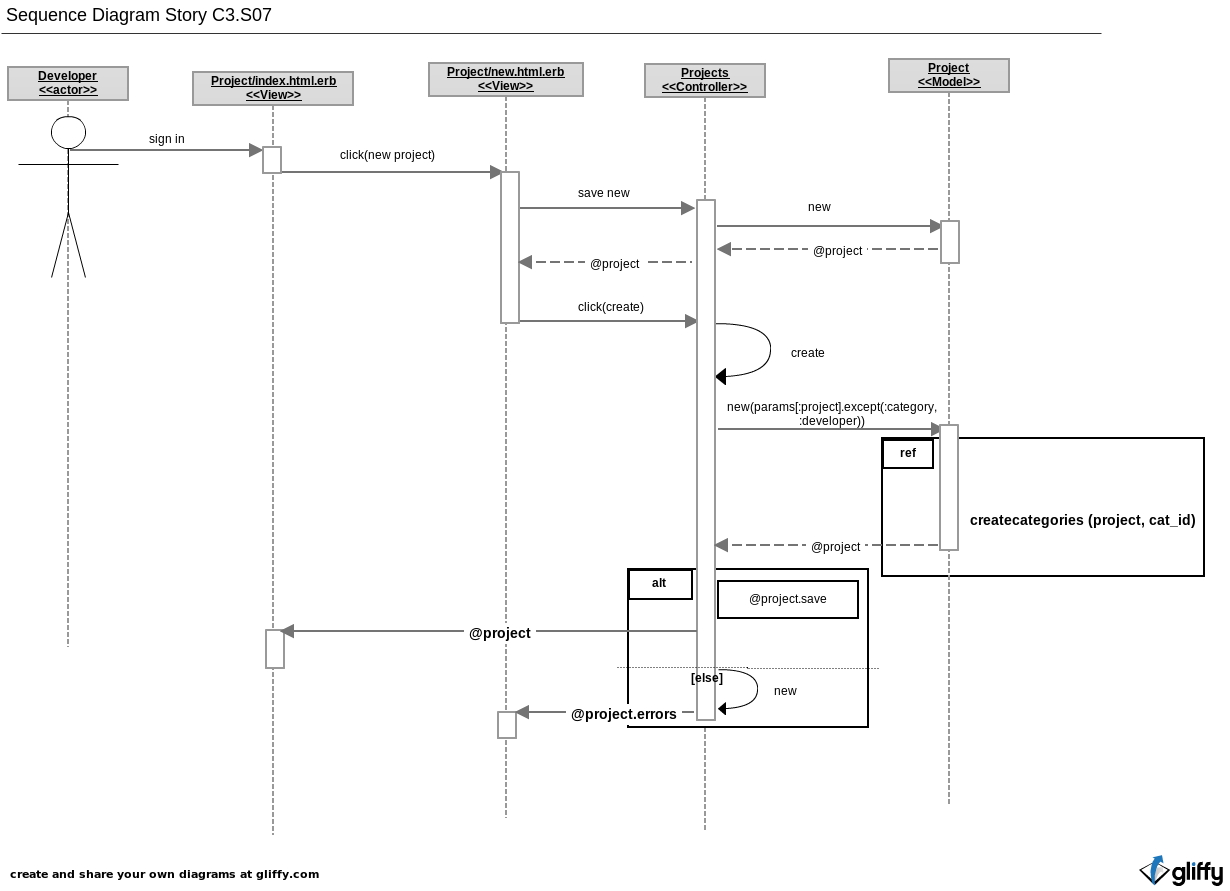 Sequence Diagram Story C3.S07
Developer
<<actor>>
Project/index.html.erb
<<View>>
Project/new.html.erb
<<View>>
Projects
<<Controller>>
Project
<<Model>>
sign in
click(new project)
save new
new
@project
@project
click(create)
create
new(params[:project].except(:category,
:developer))
ref
createcategories (project, cat_id)
@project
alt
@project.save
@project
[else]
new
@project.errors
create and share your own diagrams at gliffy.com
gliffy